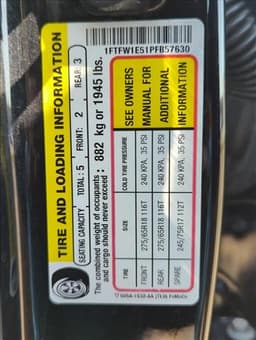 1FTFW1E51PFB57630
TIRE AND LOADING INFORMATION
SEATING CAPACITY TOTAL : 5 FRONT: 2 REAR: 3
The combined weight of occupants
and cargo should never exceed : 882 kg or 1945 lbs.
TIRE SIZE COLD TIRE PRESSURE
FRONT 275/65R18 116T 240 KPA, 35 PSI
REAR 275/65R18 116T 240 KPA, 35 PSI
SPARE 245/75R17 112T 240 KPA, 35 PSI
SEE OWNERS
MANUAL FOR
ADDITIONAL
INFORMATION